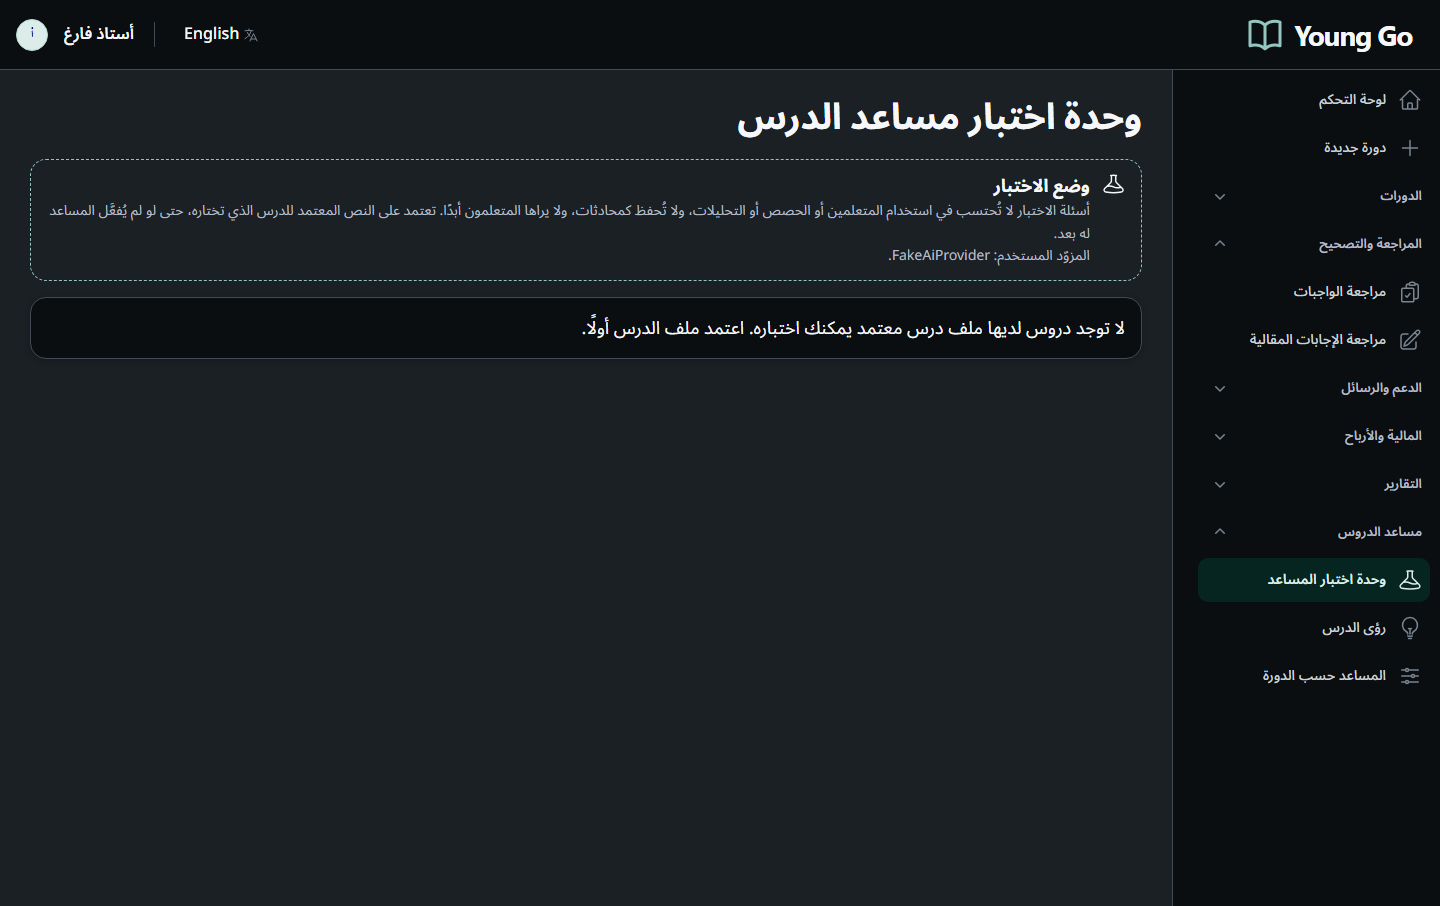 Young Go
English
أستاذ فارغ
أ
لوحة التحكم
دورة جديدة
الدورات
المراجعة والتصحيح
مراجعة الواجبات
مراجعة الإجابات المقالية
الدعم والرسائل
المالية والأرباح
التقارير
مساعد الدروس
وحدة اختبار المساعد
رؤى الدرس
المساعد حسب الدورة
وحدة اختبار مساعد الدرس
وضع الاختبار
أسئلة الاختبار لا تُحتسب في استخدام المتعلمين أو الحصص أو التحليلات، ولا تُحفظ كمحادثات، ولا يراها المتعلمون أبدًا. تعتمد على النص المعتمد للدرس الذي تختاره، حتى لو لم يُفعَّل المساعد
له بعد.
المزوّد المستخدم: FakeAiProvider.
لا توجد دروس لديها ملف درس معتمد يمكنك اختباره. اعتمد ملف الدرس أولًا.